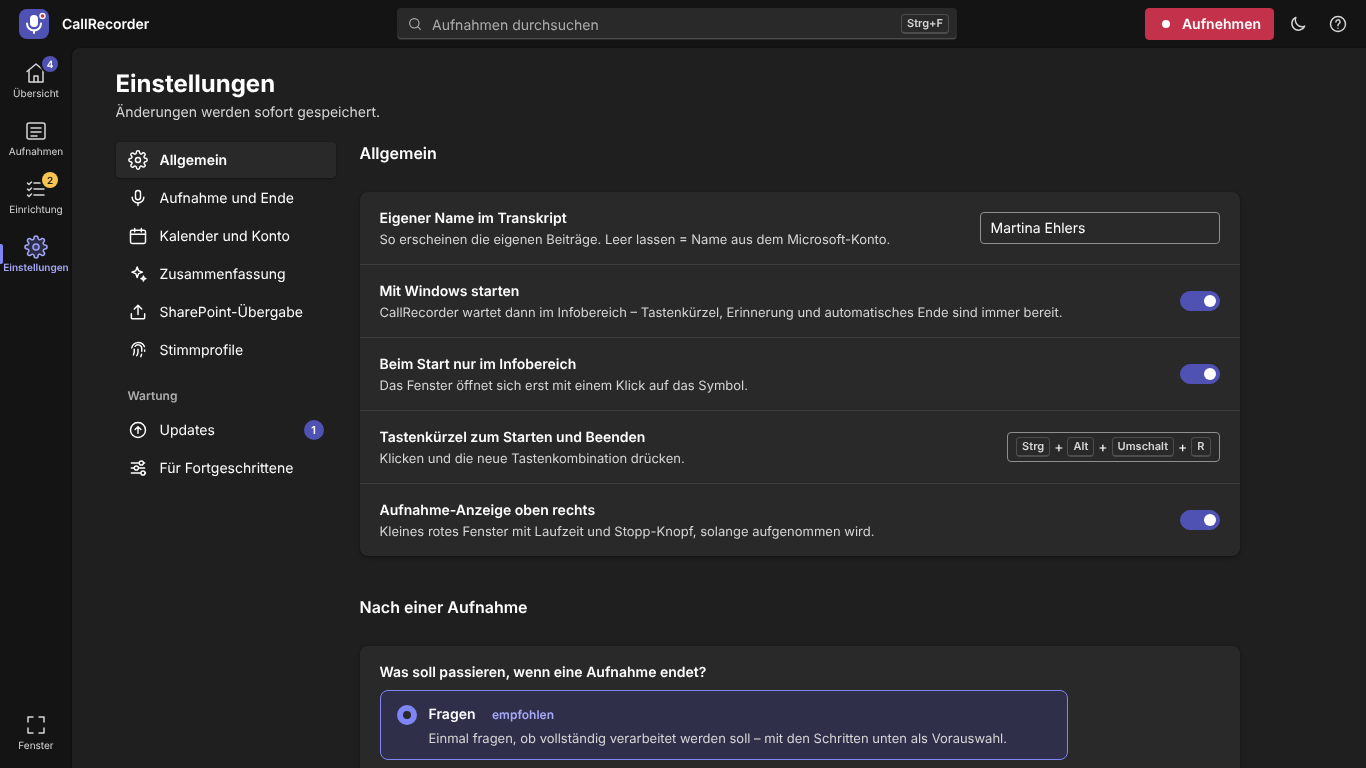 CallRecorder
Aufnahmen durchsuchen
Strg+F
Aufnehmen
4
Übersicht
Aufnahmen
2
Einrichtung
Einstellungen
Fenster
Einstellungen
Änderungen werden sofort gespeichert.
Allgemein
Aufnahme und Ende
Kalender und Konto
Zusammenfassung
SharePoint-Übergabe
Stimmprofile
Wartung
Updates
1
Für Fortgeschrittene
Allgemein
Eigener Name im Transkript
So erscheinen die eigenen Beiträge. Leer lassen = Name aus dem Microsoft-Konto.
Martina Ehlers
Mit Windows starten
CallRecorder wartet dann im Infobereich – Tastenkürzel, Erinnerung und automatisches Ende sind immer bereit.
Beim Start nur im Infobereich
Das Fenster öffnet sich erst mit einem Klick auf das Symbol.
Tastenkürzel zum Starten und Beenden
Klicken und die neue Tastenkombination drücken.
Strg + Alt + Umschalt + R
Aufnahme-Anzeige oben rechts
Kleines rotes Fenster mit Laufzeit und Stopp-Knopf, solange aufgenommen wird.
Nach einer Aufnahme
Was soll passieren, wenn eine Aufnahme endet?
Fragen empfohlen
Einmal fragen, ob vollständig verarbeitet werden soll – mit den Schritten unten als Vorauswahl.